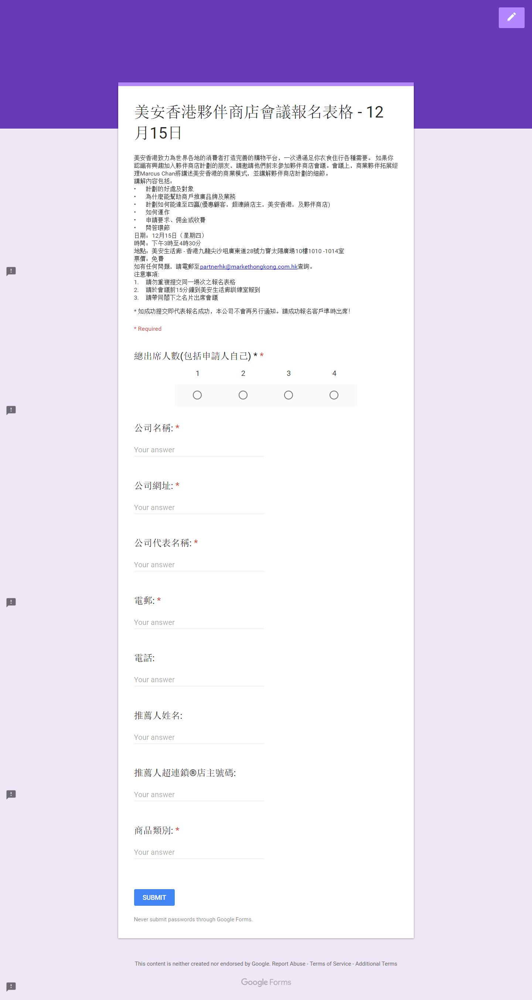 美安香港夥伴商店會議報名表格 - 12
月15日
美安香港致力為世界各地的消費者打造完善的購物平台，一次過滿足你衣食住行各種需要。 如果你
認識有興趣加入夥伴商店計劃的朋友，請邀請他們前來參加夥伴商店會議。會議上，商業夥伴拓展經
理Marcus Chan將講述美安香港的商業模式，並講解夥伴商店計劃的細節。
講解內容包括：
• 計劃的好處及對象
• 為什麼能幫助商戶推廣品牌及業務
• 計劃如何能達至四贏(優惠顧客，超連鎖店主，美安香港，及夥伴商店)
• 如何運作
• 申請要求、佣金或收費
• 問答環節
日期：12月15日（星期四）
時間：下午3時至4時30分
地點：美安生活廊 - 香港九龍尖沙咀廣東道28號力寶太陽廣場10樓1010 -1014室
票價：免費
如有任何問題，請電郵至partnerhk@markethongkong.com.hk查詢。
注意事項:
1. 請勿重複提交同一場次之報名表格
2. 請於會議前15分鐘到美安生活廊訓練室報到
3. 請帶同閣下之名片出席會議
* 如成功提交即代表報名成功，本公司不會再另行通知。請成功報名客戶準時出席！
* Required
總出席人數(包括申請人自己) * *
1 2 3 4
公司名稱: *
Your answer
公司網址: *
Your answer
公司代表名稱: *
Your answer
電郵: *
Your answer
電話:
Your answer
推薦人姓名:
Your answer
推薦人超連鎖®店主號碼:
Your answer
商品類別: *
Your answer
SUBMIT
Never submit passwords through Google Forms.
This content is neither created nor endorsed by Google. Report Abuse - Terms of Service - Additional Terms
Google Forms